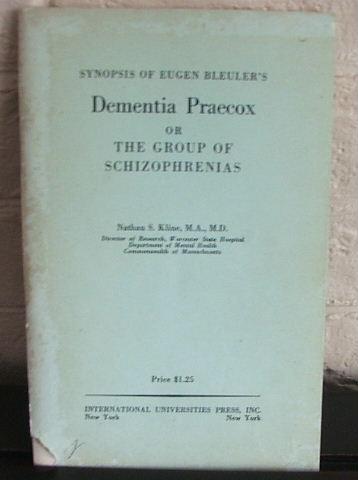 SYNOPSIS OF EUGEN BLEULER'S
Dementia Praecox
OR
THE GROUP OF
SCHIZOPHRENIAS
Nathan S. Kline, M.A., M.D.
Director of Research, Worcester State Hospital
Department of Mental Health
Commonwealth of Massachusetts
Price $1.25
INTERNATIONAL UNIVERSITIES PRESS, INC.
New York New York